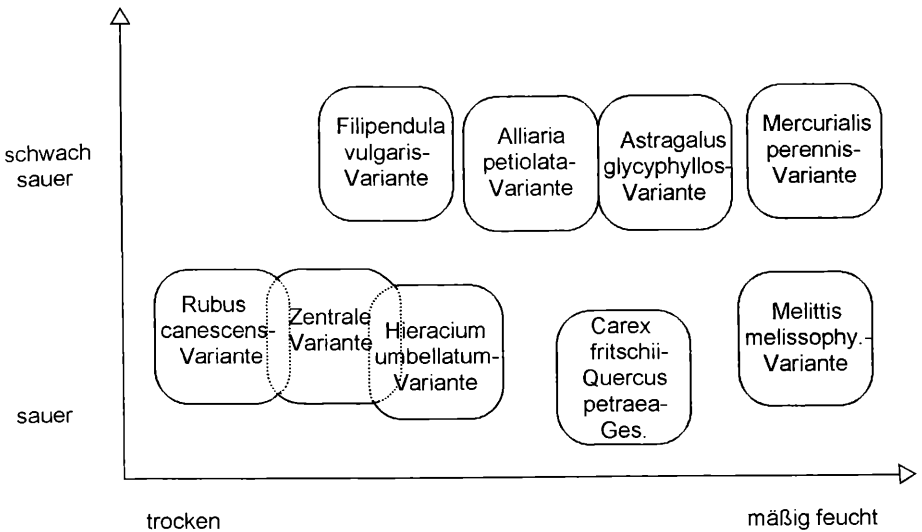 schwach
sauer
Filipendula
vulgaris-
Variante
Alliaria
petiolata-
Variante
Astragalus
glycyphyllos-
Variante
Mercurialis
perennis-
Variante
Rubus
canescens-
Variante
Zentrale
Variante
Hieracium
umbellatum-
Variante
Carex
fritschii-
Quercus
petraea-
Ges.
Melittis
melissophy.-
Variante
sauer
trocken
mäßig feucht